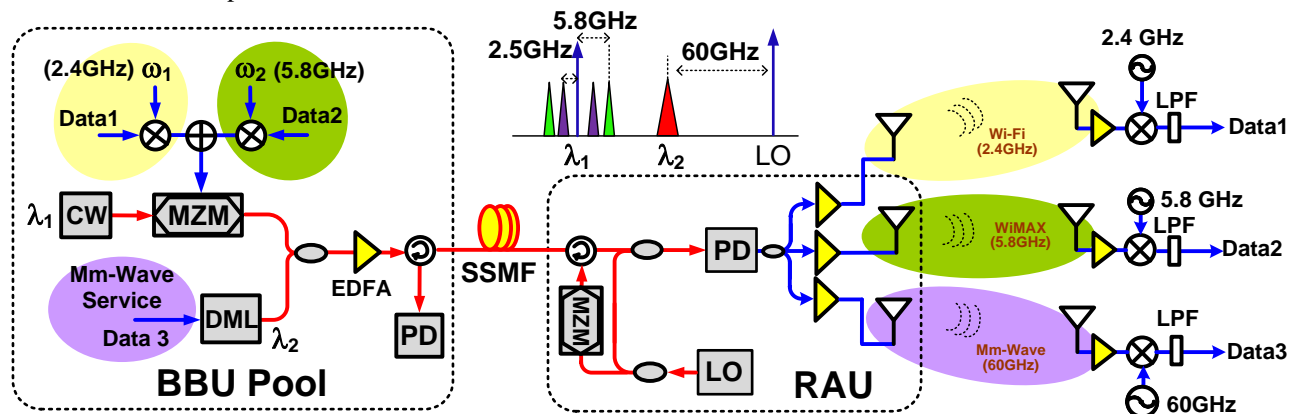 5.8GHz
2.5GHz
60GHz
λ1
λ2
LO
(2.4GHz) ω1
ω2 (5.8GHz)
Data1
Data2
λ1
CW
MZM
Mm-Wave
Service
Data 3
DML
λ2
EDFA
PD
BBU Pool
SSMF
MZM
PD
LO
RAU
Wi-Fi
(2.4GHz)
2.4 GHz
LPF
Data1
WiMAX
(5.8GHz)
5.8 GHz
LPF
Data2
Mm-Wave
(60GHz)
LPF
Data3
60GHz